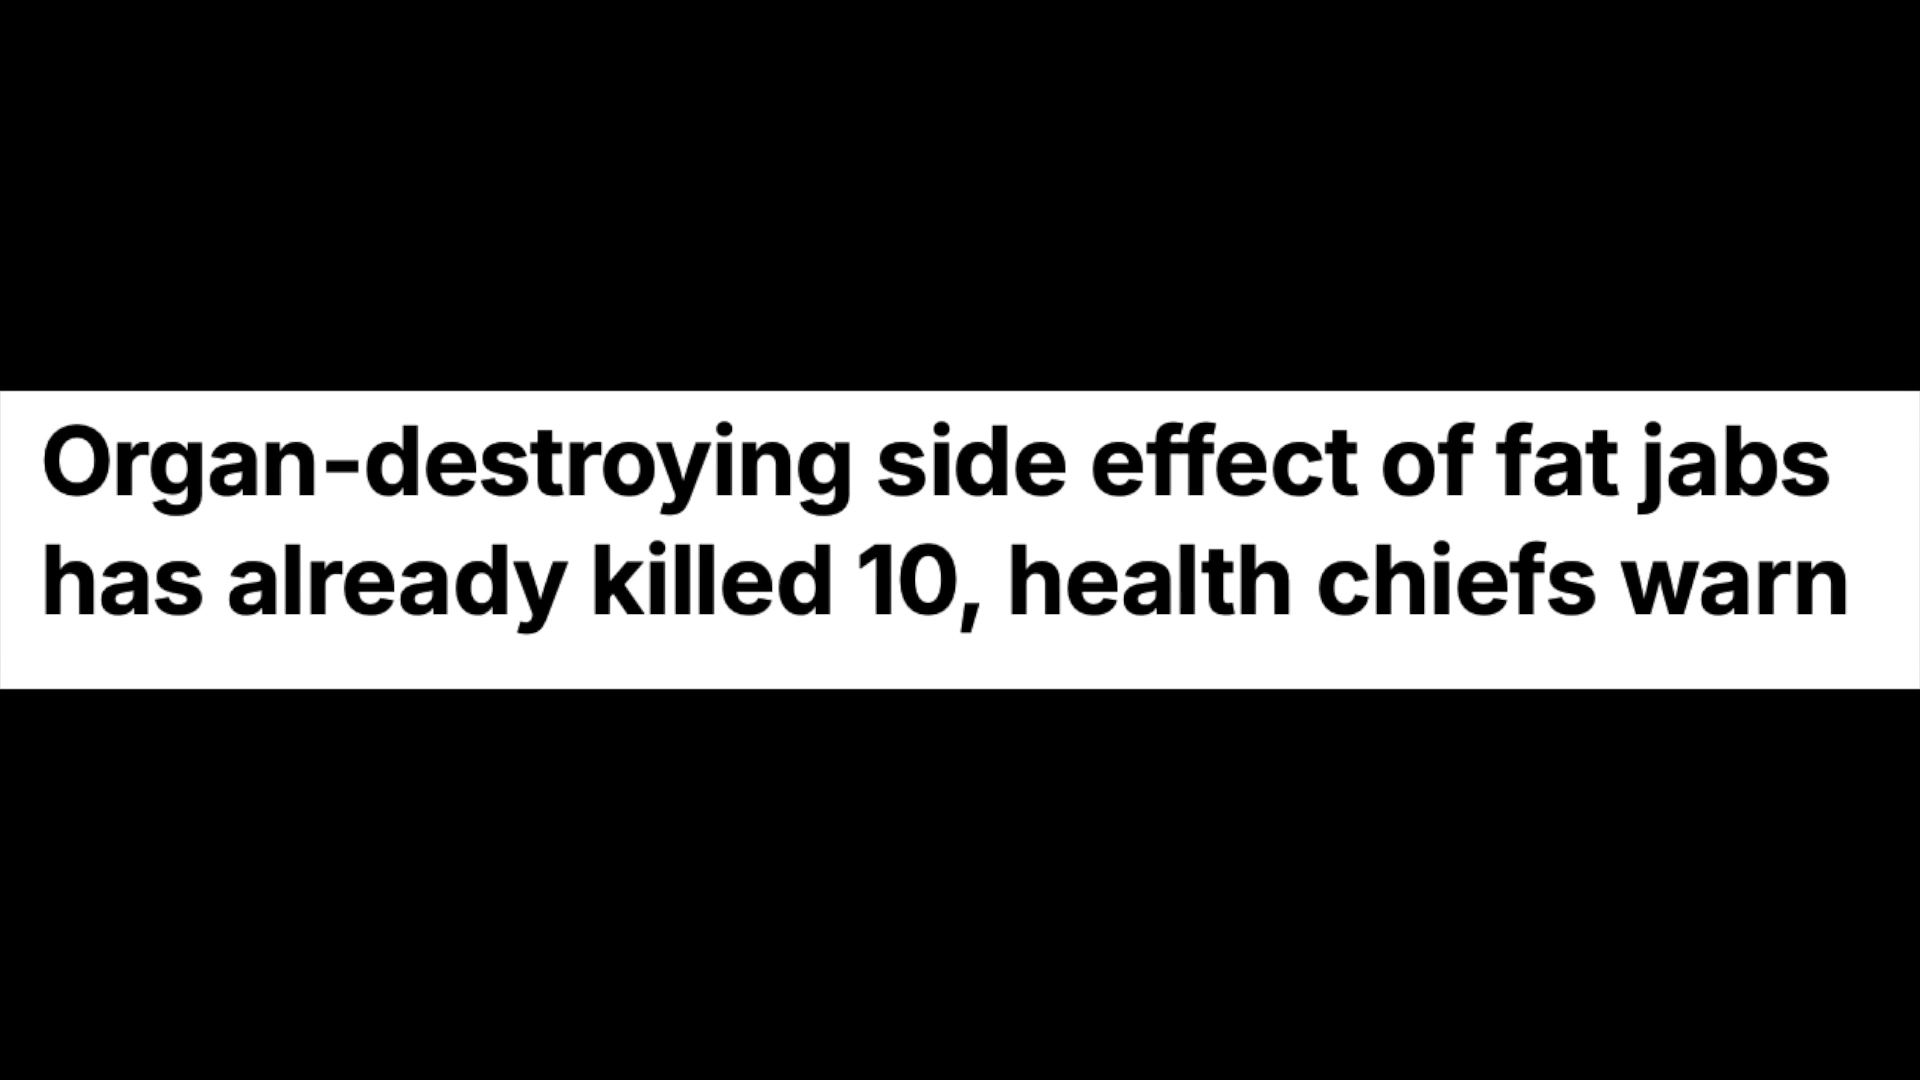 Organ-destroying side effect of fat jabs
has already killed 10, health chiefs warn